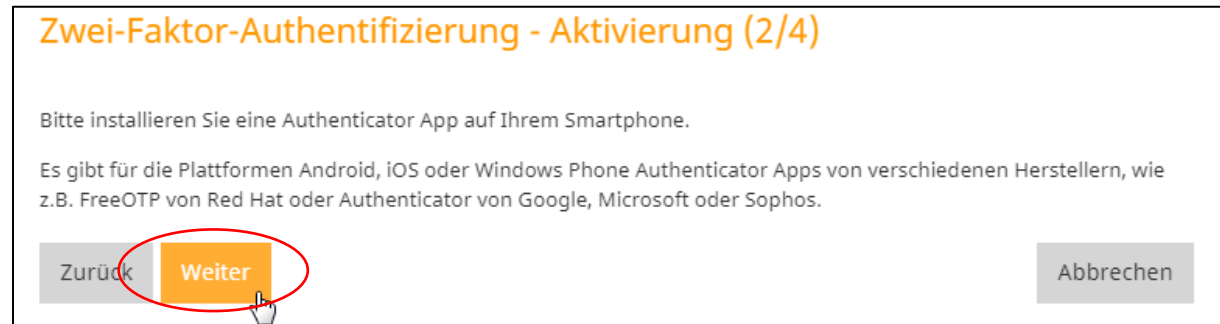 Zwei-Faktor-Authentifizierung - Aktivierung (2/4)
Bitte installieren Sie eine Authenticator App auf Ihrem Smartphone.
Es gibt für die Plattformen Android, iOS oder Windows Phone Authenticator Apps von verschiedenen Herstellern, wie
z.B. FreeOTP von Red Hat oder Authenticator von Google, Microsoft oder Sophos.
Zurück Weiter Abbrechen